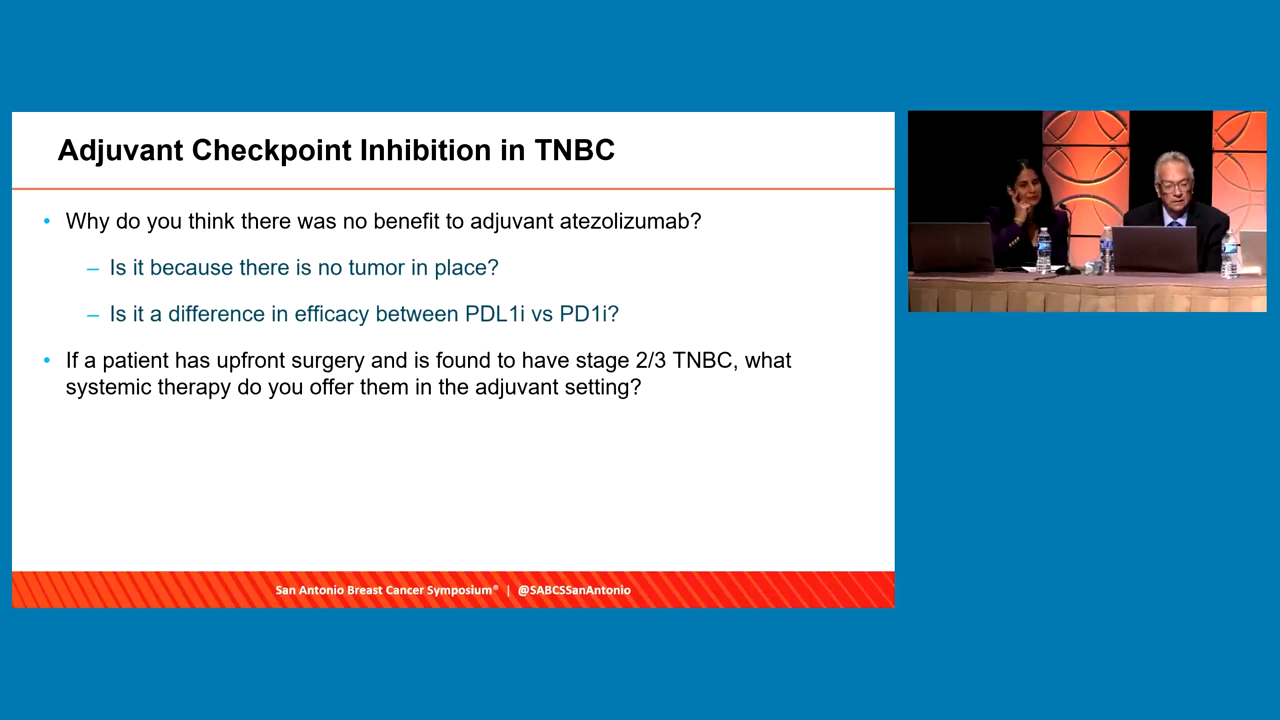 Adjuvant Checkpoint Inhibition in TNBC
• Why do you think there was no benefit to adjuvant atezolizumab?
– Is it because there is no tumor in place?
– Is it a difference in efficacy between PDL1i vs PD1i?
• If a patient has upfront surgery and is found to have stage 2/3 TNBC, what
systemic therapy do you offer them in the adjuvant setting?
San Antonio Breast Cancer Symposium® | @SABCSSanAntonio